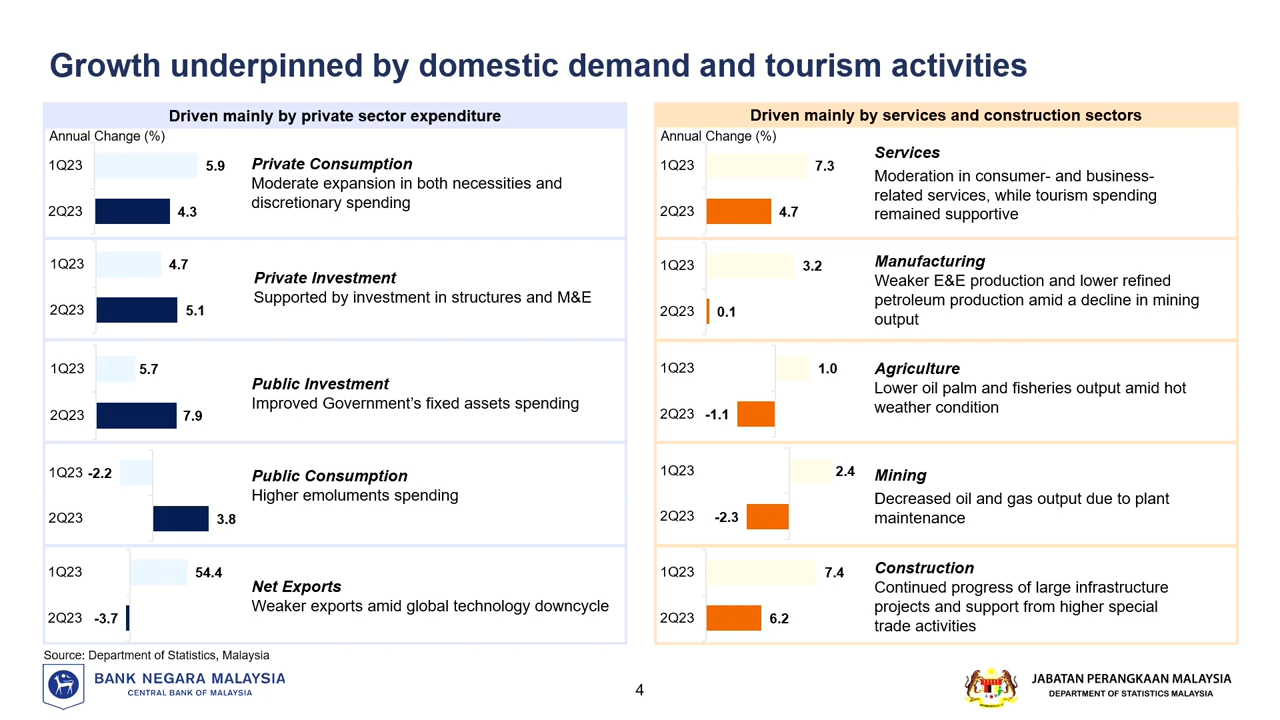 Growth underpinned by domestic demand and tourism activities
Driven mainly by private sector expenditure
Annual Change (%)
1Q23 5.9
2Q23 4.3
Private Consumption
Moderate expansion in both necessities and
discretionary spending
1Q23 4.7
2Q23 5.1
Private Investment
Supported by investment in structures and M&E
1Q23 5.7
2Q23 7.9
Public Investment
Improved Government's fixed assets spending
1Q23 -2.2
2Q23 3.8
Public Consumption
Higher emoluments spending
1Q23 54.4
2Q23 -3.7
Net Exports
Weaker exports amid global technology downcycle
Driven mainly by services and construction sectors
Annual Change (%)
1Q23 7.3
2Q23 4.7
Services
Moderation in consumer- and business-
related services, while tourism spending
remained supportive
1Q23 3.2
2Q23 0.1
Manufacturing
Weaker E&E production and lower refined
petroleum production amid a decline in mining
output
1Q23 1.0
2Q23 -1.1
Agriculture
Lower oil palm and fisheries output amid hot
weather condition
1Q23 2.4
2Q23 -2.3
Mining
Decreased oil and gas output due to plant
maintenance
1Q23 7.4
2Q23 6.2
Construction
Continued progress of large infrastructure
projects and support from higher special
trade activities
Source: Department of Statistics, Malaysia
BANK NEGARA MALAYSIA
CENTRAL BANK OF MALAYSIA
4
JABATAN PERANGKAAN MALAYSIA
DEPARTMENT OF STATISTICS MALAYSIA